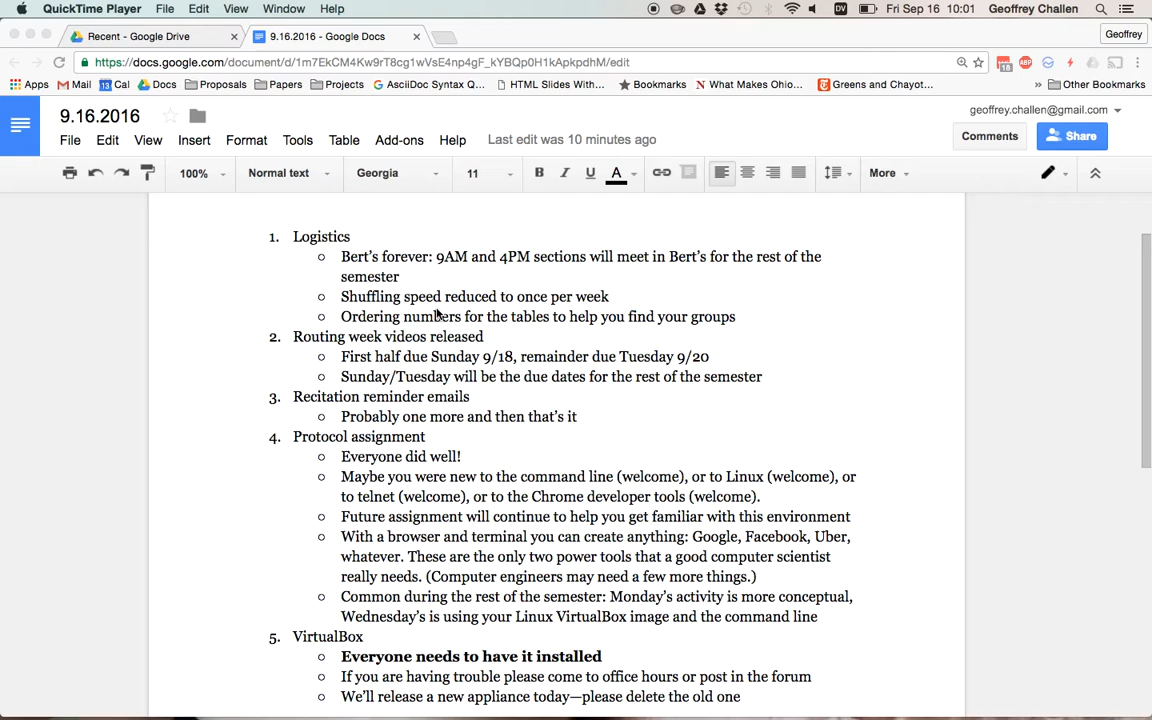 QuickTime Player File Edit View Window Help DV Fri Sep 16 10:01 Geoffrey Challen
Recent - Google Drive 9.16.2016 - Google Docs Geoffrey
https://docs.google.com/document/d/1m7EkCM4Kw9rT8cg1wVsE4np4gF_kYBQp0H1kApkpdhM/edit
Apps Mail Cal Docs Proposals Papers Projects AsciiDoc Syntax Q… HTML Slides With… Bookmarks What Makes Ohio… Greens and Chayot… » Other Bookmarks
9.16.2016 geoffrey.challen@gmail.com
File Edit View Insert Format Tools Table Add-ons Help Last edit was 10 minutes ago Comments Share
100% Normal text Georgia 11 B I U A More
1. Logistics
Bert's forever: 9AM and 4PM sections will meet in Bert's for the rest of the
semester
Shuffling speed reduced to once per week
Ordering numbers for the tables to help you find your groups
2. Routing week videos released
First half due Sunday 9/18, remainder due Tuesday 9/20
Sunday/Tuesday will be the due dates for the rest of the semester
3. Recitation reminder emails
Probably one more and then that's it
4. Protocol assignment
Everyone did well!
Maybe you were new to the command line (welcome), or to Linux (welcome), or
to telnet (welcome), or to the Chrome developer tools (welcome).
Future assignment will continue to help you get familiar with this environment
With a browser and terminal you can create anything: Google, Facebook, Uber,
whatever. These are the only two power tools that a good computer scientist
really needs. (Computer engineers may need a few more things.)
Common during the rest of the semester: Monday's activity is more conceptual,
Wednesday's is using your Linux VirtualBox image and the command line
5. VirtualBox
Everyone needs to have it installed
If you are having trouble please come to office hours or post in the forum
We'll release a new appliance today—please delete the old one